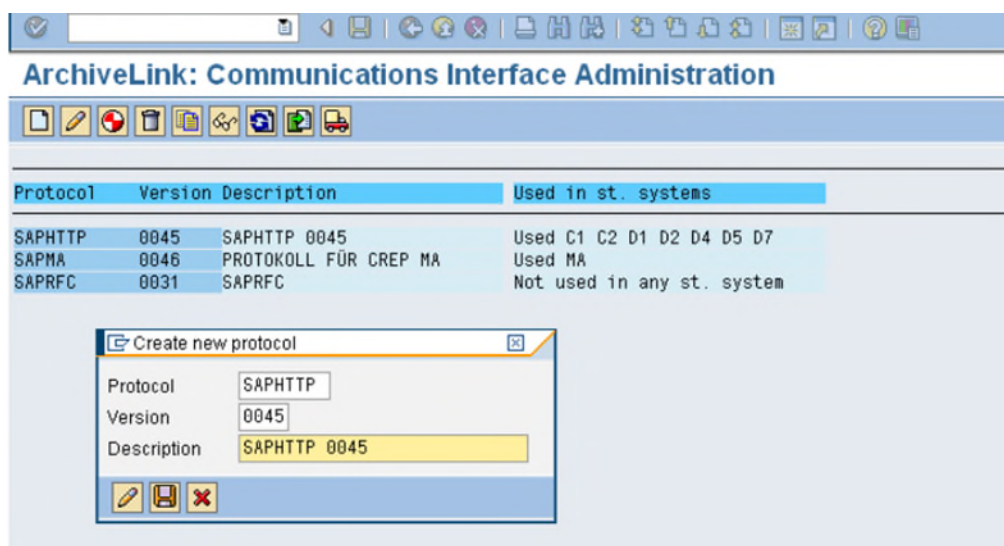 ArchiveLink: Communications Interface Administration
Protocol Version Description Used in st. systems
SAPHTTP 0045 SAPHTTP 0045 Used C1 C2 D1 D2 D4 D5 D7
SAPMA 0046 PROTOKOLL FÜR CREP MA Used MA
SAPRFC 0031 SAPRFC Not used in any st. system
Create new protocol
Protocol SAPHTTP
Version 0045
Description SAPHTTP 0045